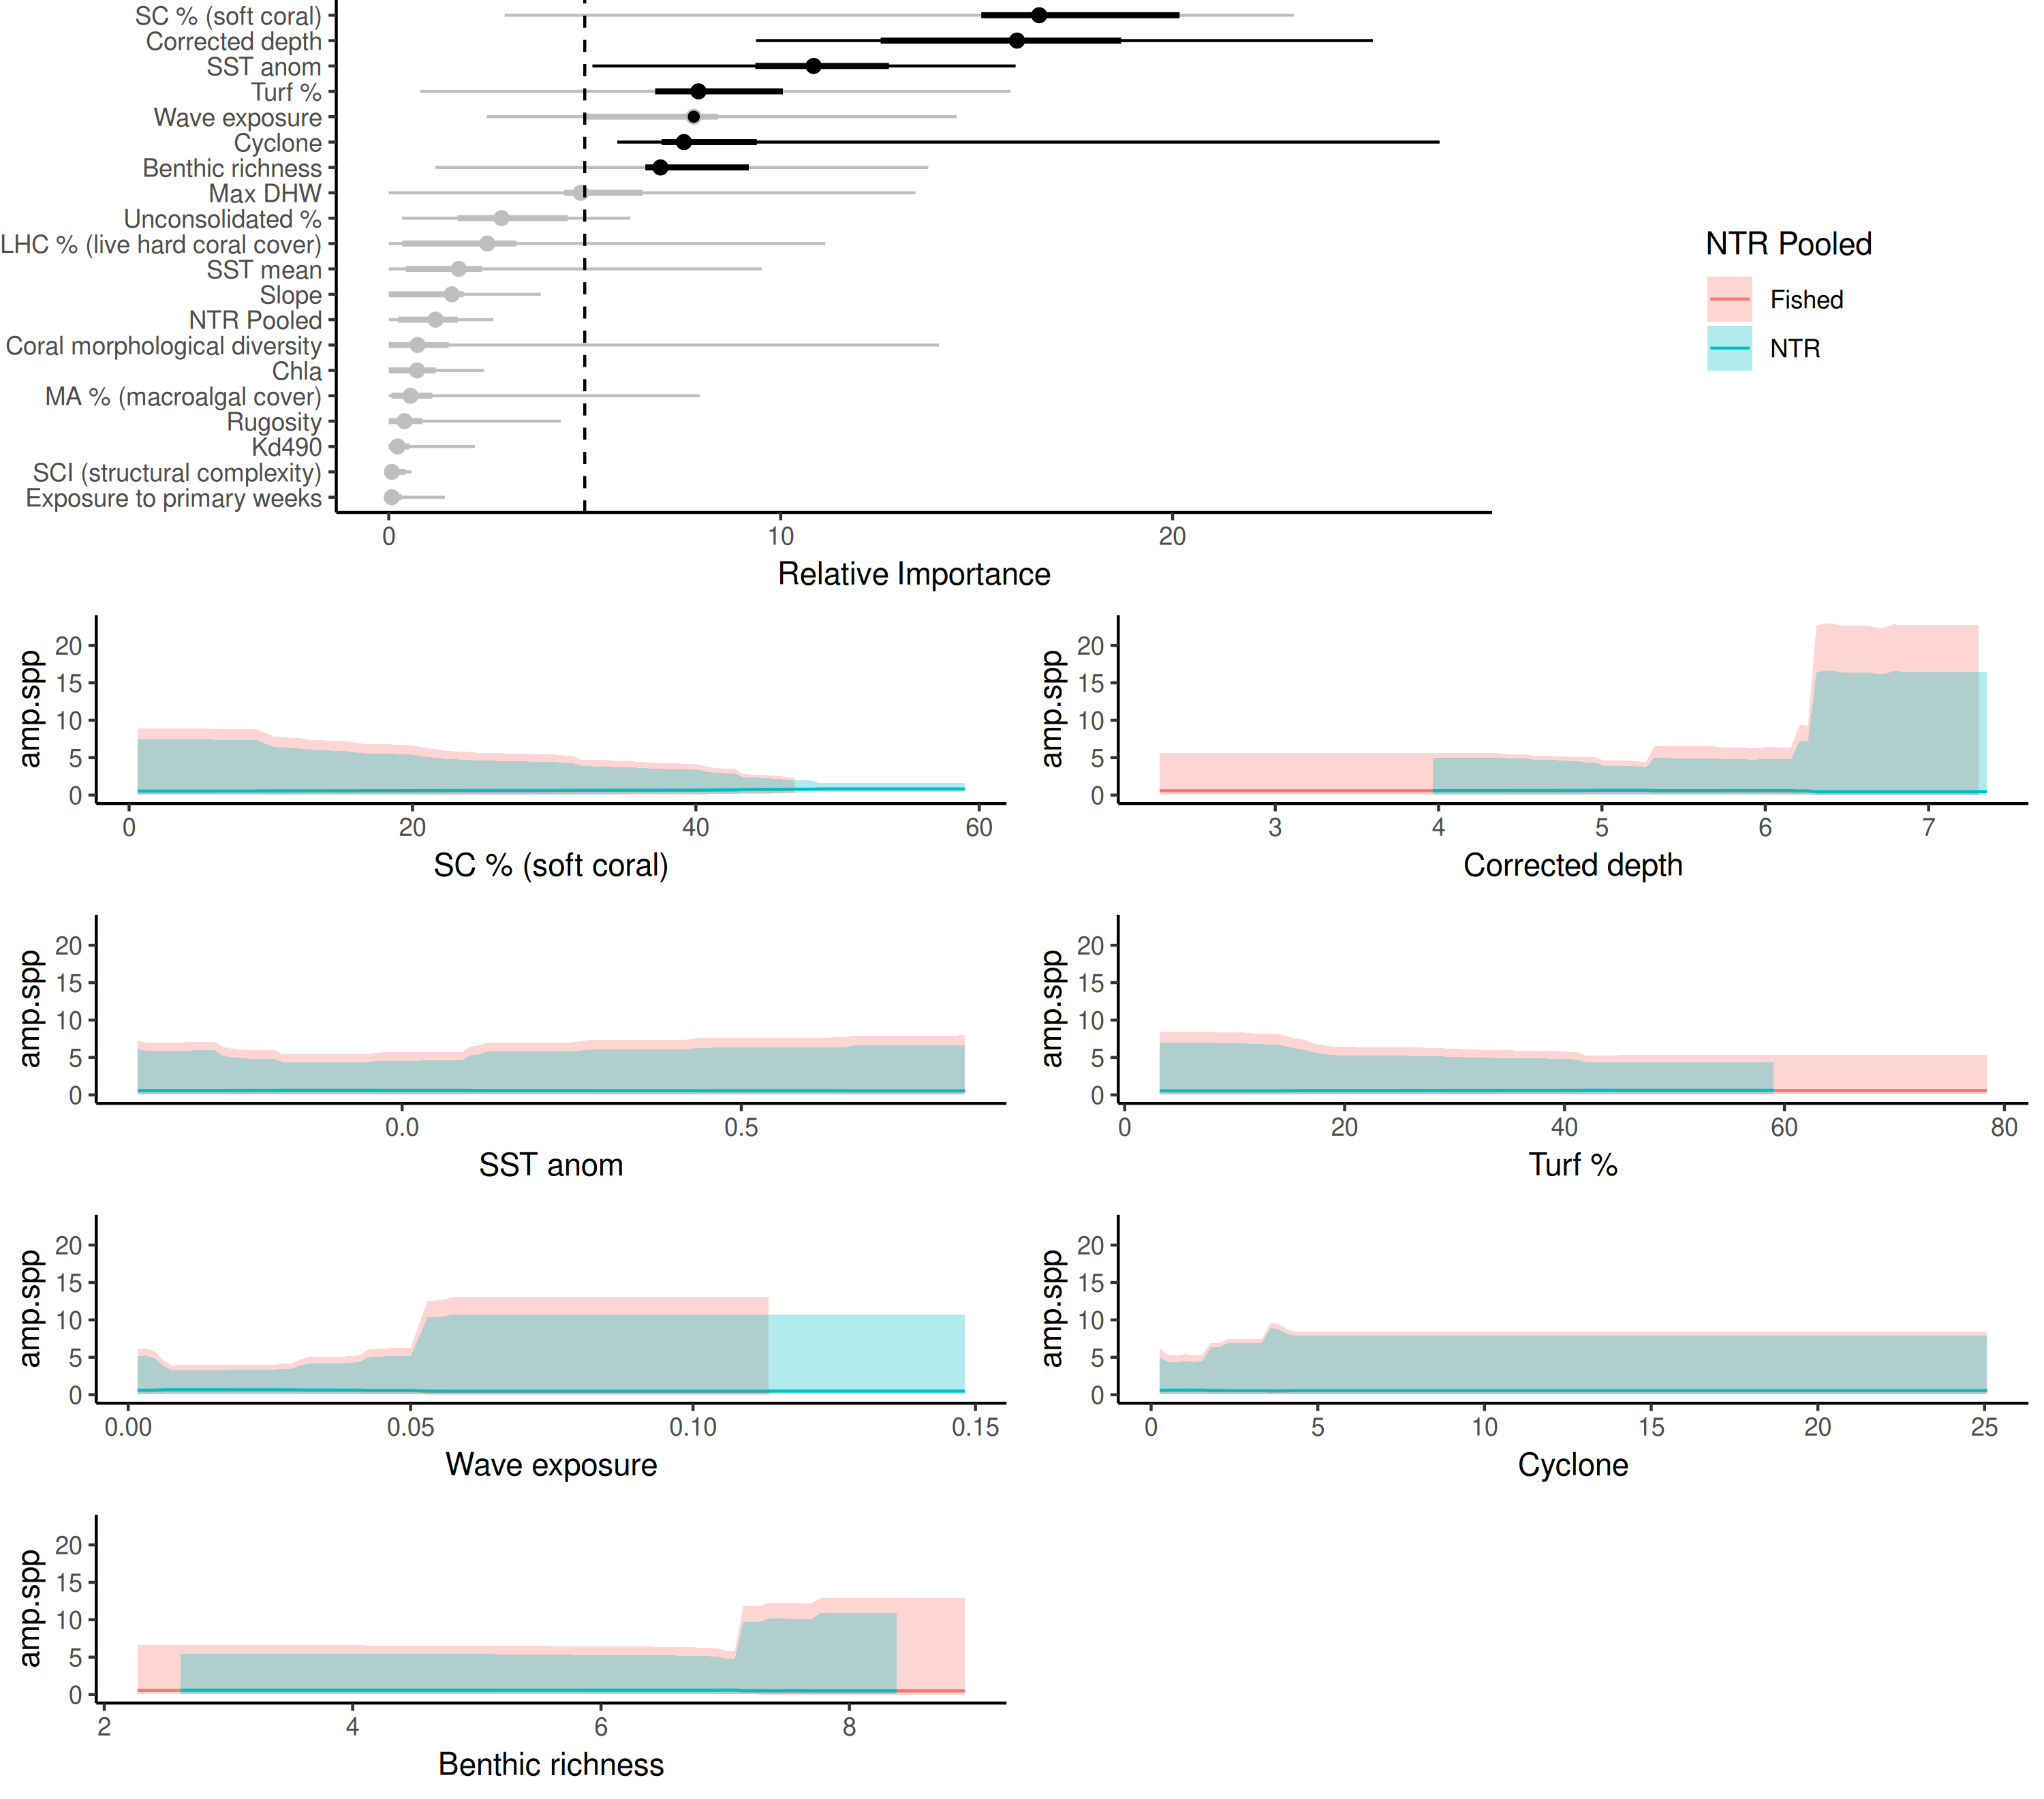 SC % (soft coral)
Corrected depth
SST anom
Turf %
Wave exposure
Cyclone
Benthic richness
Max DHW
Unconsolidated %
LHC % (live hard coral cover)
SST mean
Slope
NTR Pooled
Coral morphological diversity
Chla
MA % (macroalgal cover)
Rugosity
Kd490
SCI (structural complexity)
Exposure to primary weeks
0 10 20
Relative Importance
NTR Pooled
Fished
NTR
amp.spp
20
15
10
5
0
0 20 40 60
SC % (soft coral)
amp.spp
20
15
10
5
0
3 4 5 6 7
Corrected depth
amp.spp
20
15
10
5
0
0.0 0.5
SST anom
amp.spp
20
15
10
5
0
0 20 40 60 80
Turf %
amp.spp
20
15
10
5
0
0.00 0.05 0.10 0.15
Wave exposure
amp.spp
20
15
10
5
0
0 5 10 15 20 25
Cyclone
amp.spp
20
15
10
5
0
2 4 6 8
Benthic richness